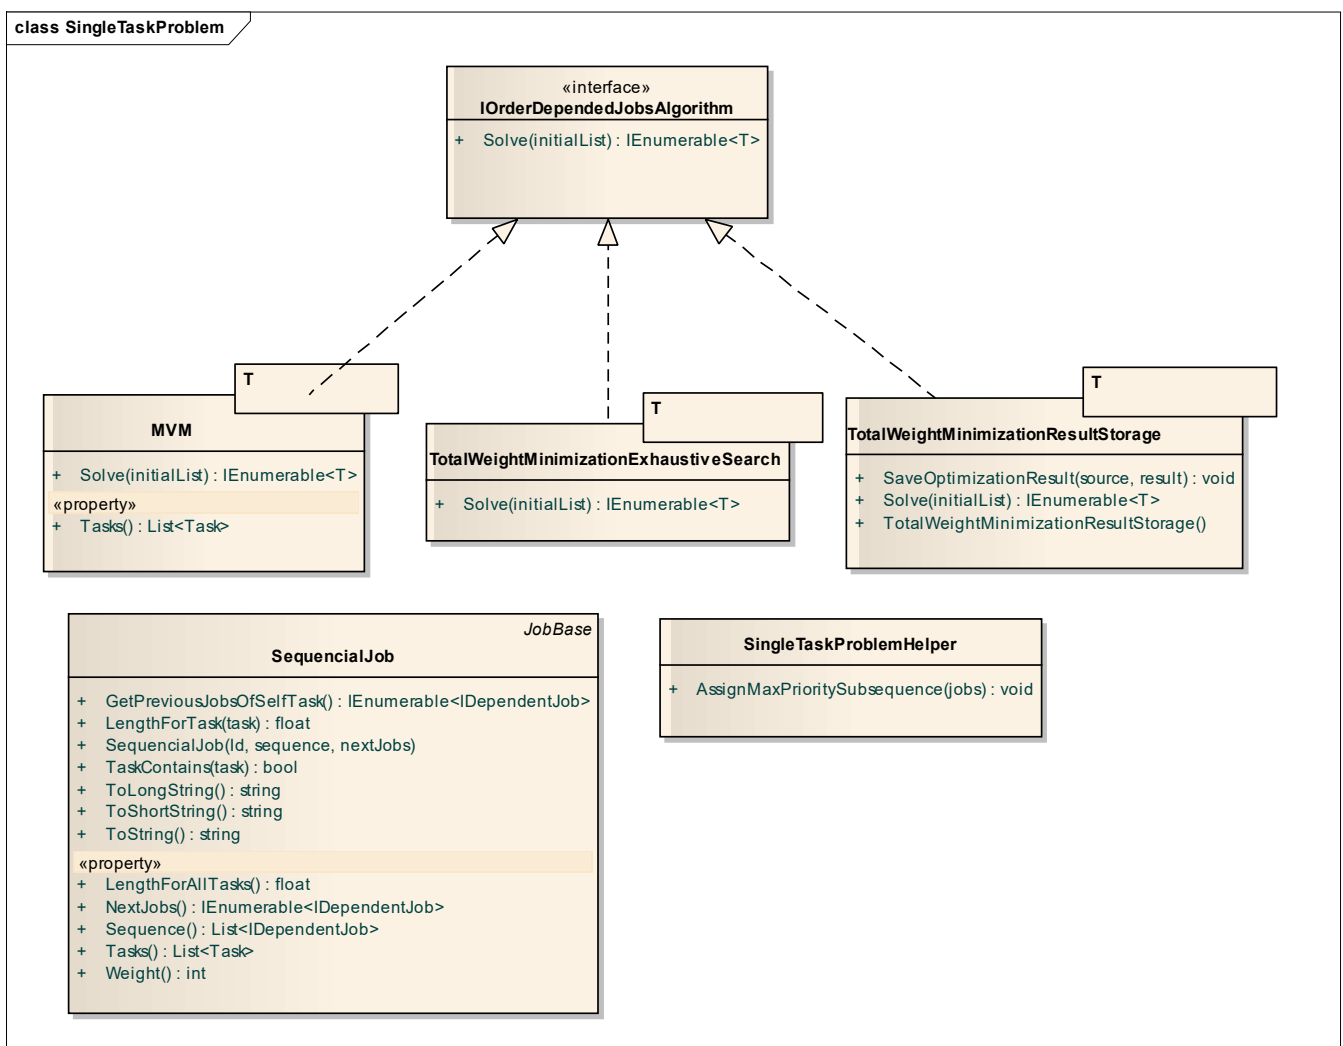 class SingleTaskProblem
«interface»
IOrderDependedJobsAlgorithm
+ Solve(initialList) : IEnumerable<T>
T
MVM
+ Solve(initialList) : IEnumerable<T>
«property»
+ Tasks() : List<Task>
T
TotalWeightMinimizationExhaustiveSearch
+ Solve(initialList) : IEnumerable<T>
T
TotalWeightMinimizationResultStorage
+ SaveOptimizationResult(source, result) : void
+ Solve(initialList) : IEnumerable<T>
+ TotalWeightMinimizationResultStorage()
JobBase
SequencialJob
+ GetPreviousJobsOfSelfTask() : IEnumerable<IDependentJob>
+ LengthForTask(task) : float
+ SequencialJob(Id, sequence, nextJobs)
+ TaskContains(task) : bool
+ ToLongString() : string
+ ToShortString() : string
+ ToString() : string
«property»
+ LengthForAllTasks() : float
+ NextJobs() : IEnumerable<IDependentJob>
+ Sequence() : List<IDependentJob>
+ Tasks() : List<Task>
+ Weight() : int
SingleTaskProblemHelper
+ AssignMaxPrioritySubsequence(jobs) : void